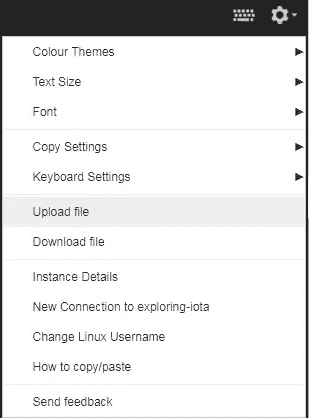 Colour Themes
Text Size
Font
Copy Settings
Keyboard Settings
Upload file
Download file
Instance Details
New Connection to exploring-iota
Change Linux Username
How to copy/paste
Send feedback